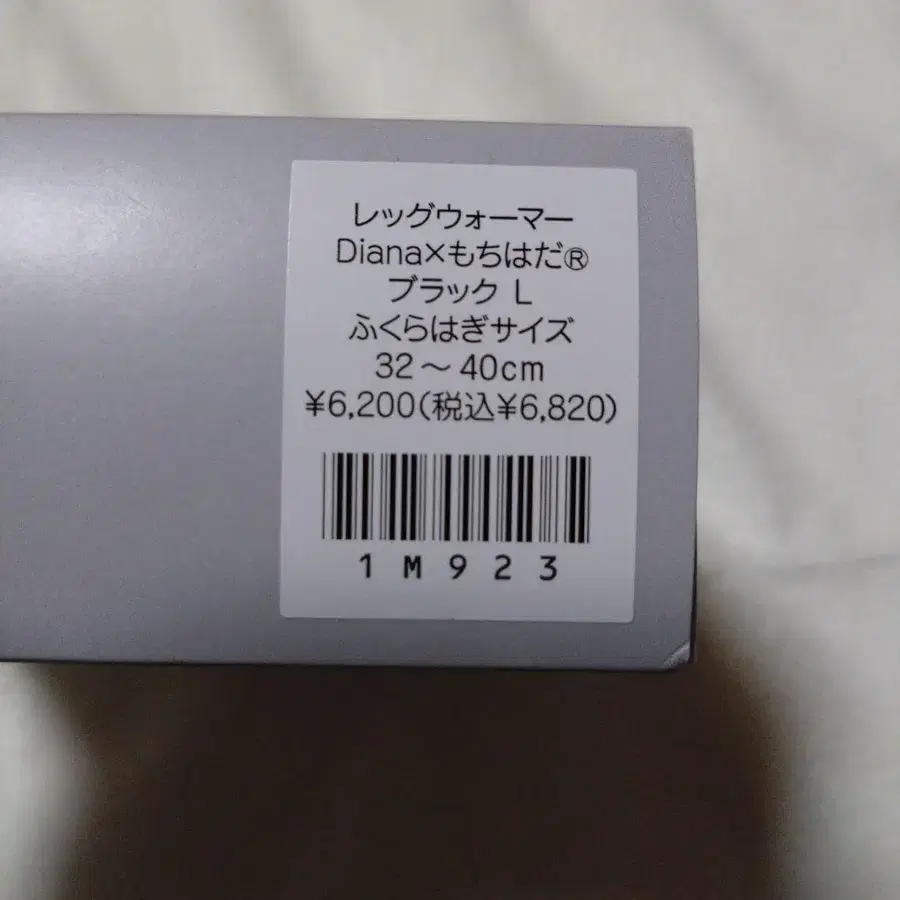 レッグウォーマー
Diana×もちはだ®
ブラック L
ふくらはぎサイズ
32～40cm
¥6,200(税込¥6,820)
1M923